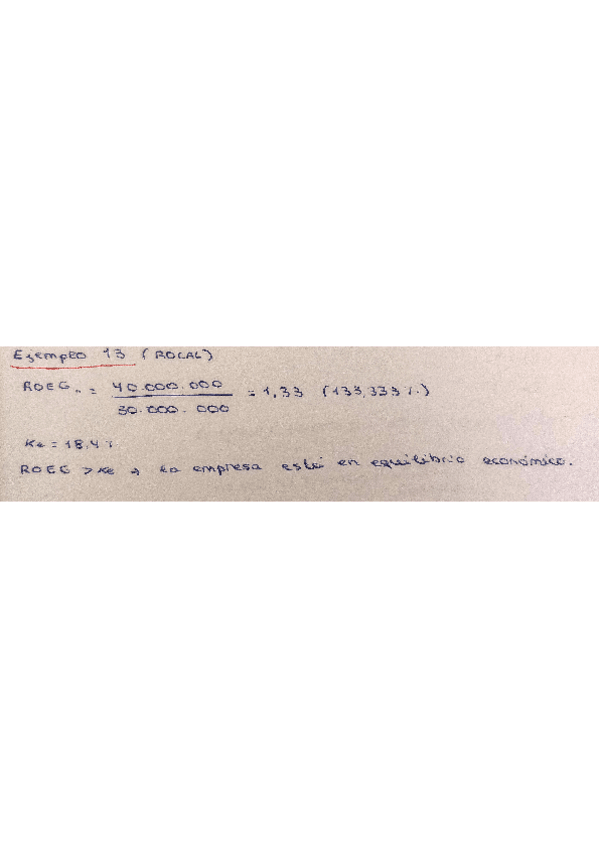 Ejemplo 13 (ROCAL)
ROEG = 40.000.000 / 30.000.000 = 1,33 (133,333%)
Ke = 18,4%
ROEG > Ke → La empresa está en equilibrio económico.